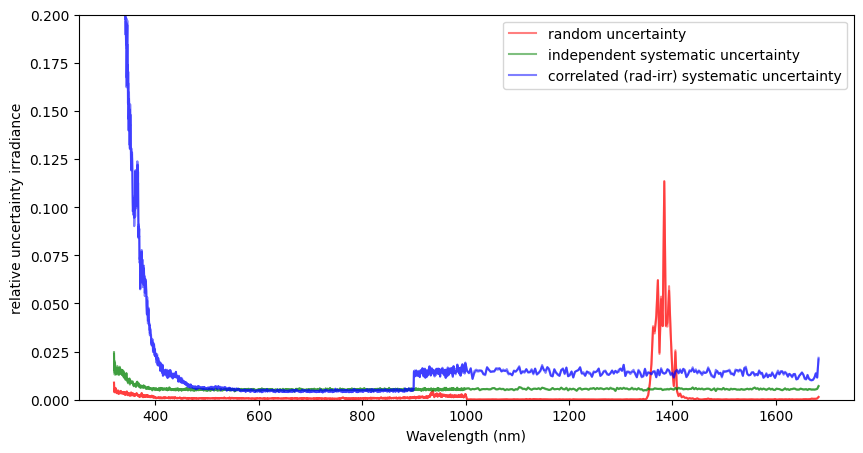 random uncertainty
independent systematic uncertainty
correlated (rad-irr) systematic uncertainty
relative uncertainty irradiance
0.200
0.175
0.150
0.125
0.100
0.075
0.050
0.025
0.000
400 600 800 1000 1200 1400 1600
Wavelength (nm)